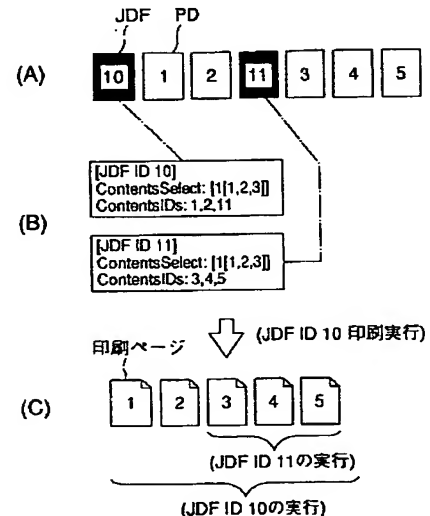 JDF PD
(A)
10 1 2 11 3 4 5
(B)
[JDF ID 10]
ContentsSelect: [1[1,2,3]]
ContentsIDs: 1,2,11
[JDF ID 11]
ContentsSelect: [1[1,2,3]]
ContentsIDs: 3,4,5
(JDF ID 10 印刷実行)
印刷ページ
(C)
1 2 3 4 5
(JDF ID 11の実行)
(JDF ID 10の実行)